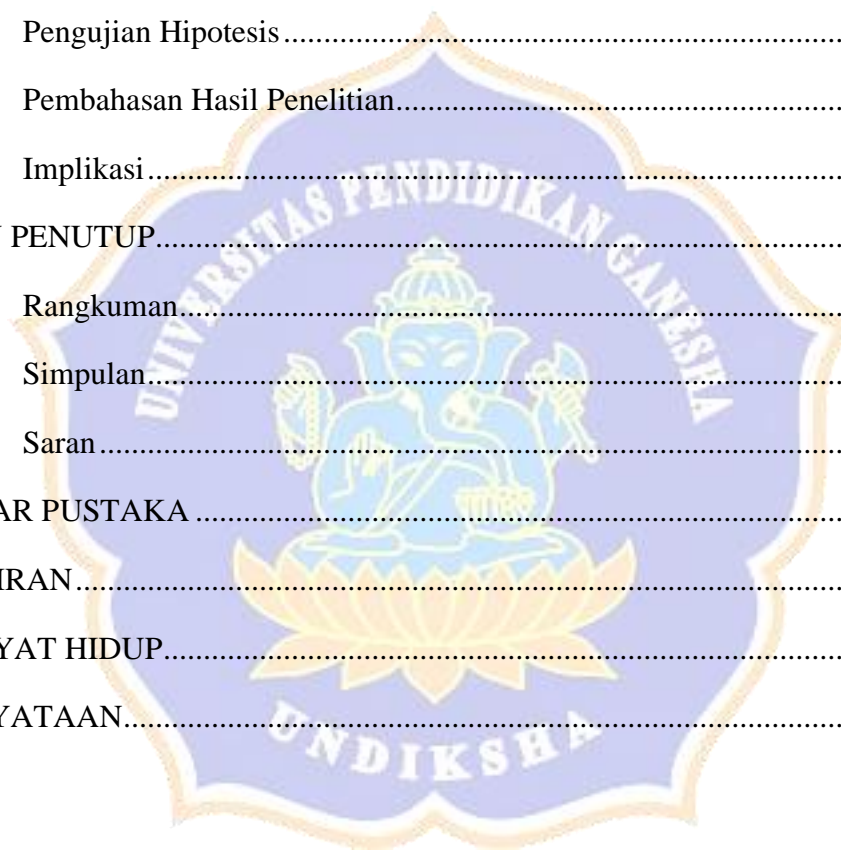 Pengujian Hipotesis
Pembahasan Hasil Penelitian
Implikasi
PENUTUP
Rangkuman
Simpulan
Saran
AR PUSTAKA
IRAN
YAT HIDUP
YATAAN
UNIVERSITAS PENDIDIKAN GANESHA
UNDIKSHA